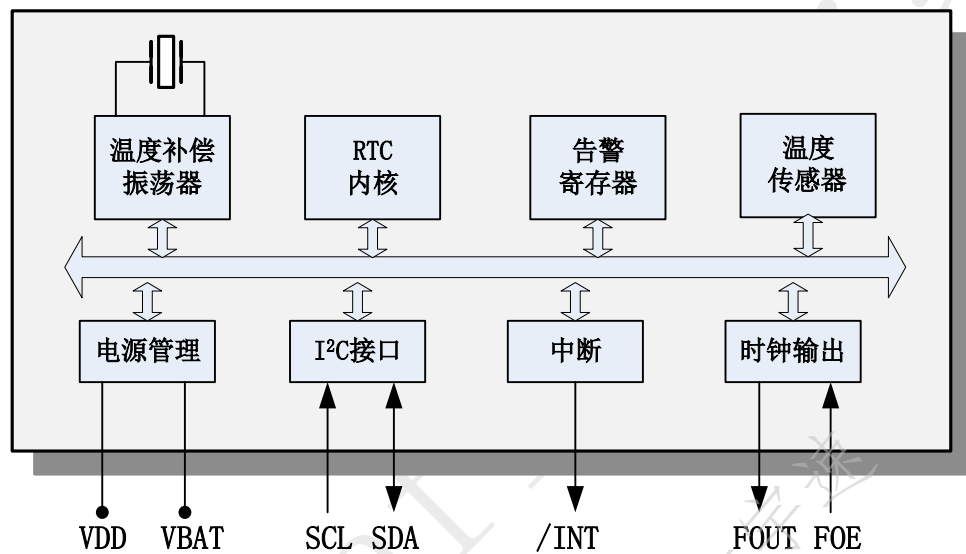 温度补偿
振荡器
RTC
内核
告警
寄存器
温度
传感器
电源管理
I²C接口
中断
时钟输出
VDD
VBAT
SCL
SDA
/INT
FOUT
FOE